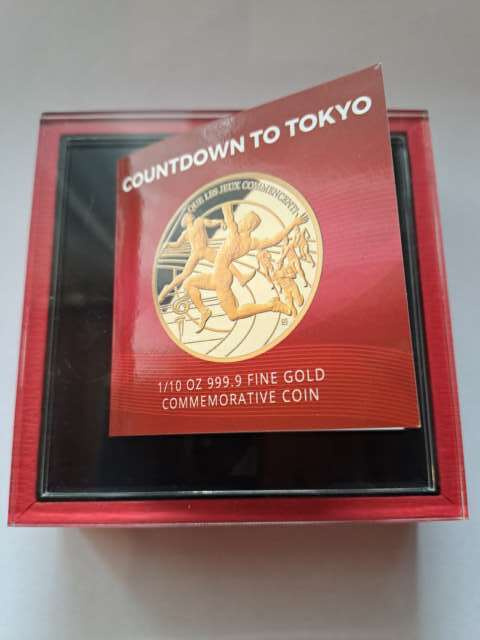 COUNTDOWN TO TOKYO
QUE LES JEUX COMMENCENT!
1/10 OZ 999.9 FINE GOLD
COMMEMORATIVE COIN